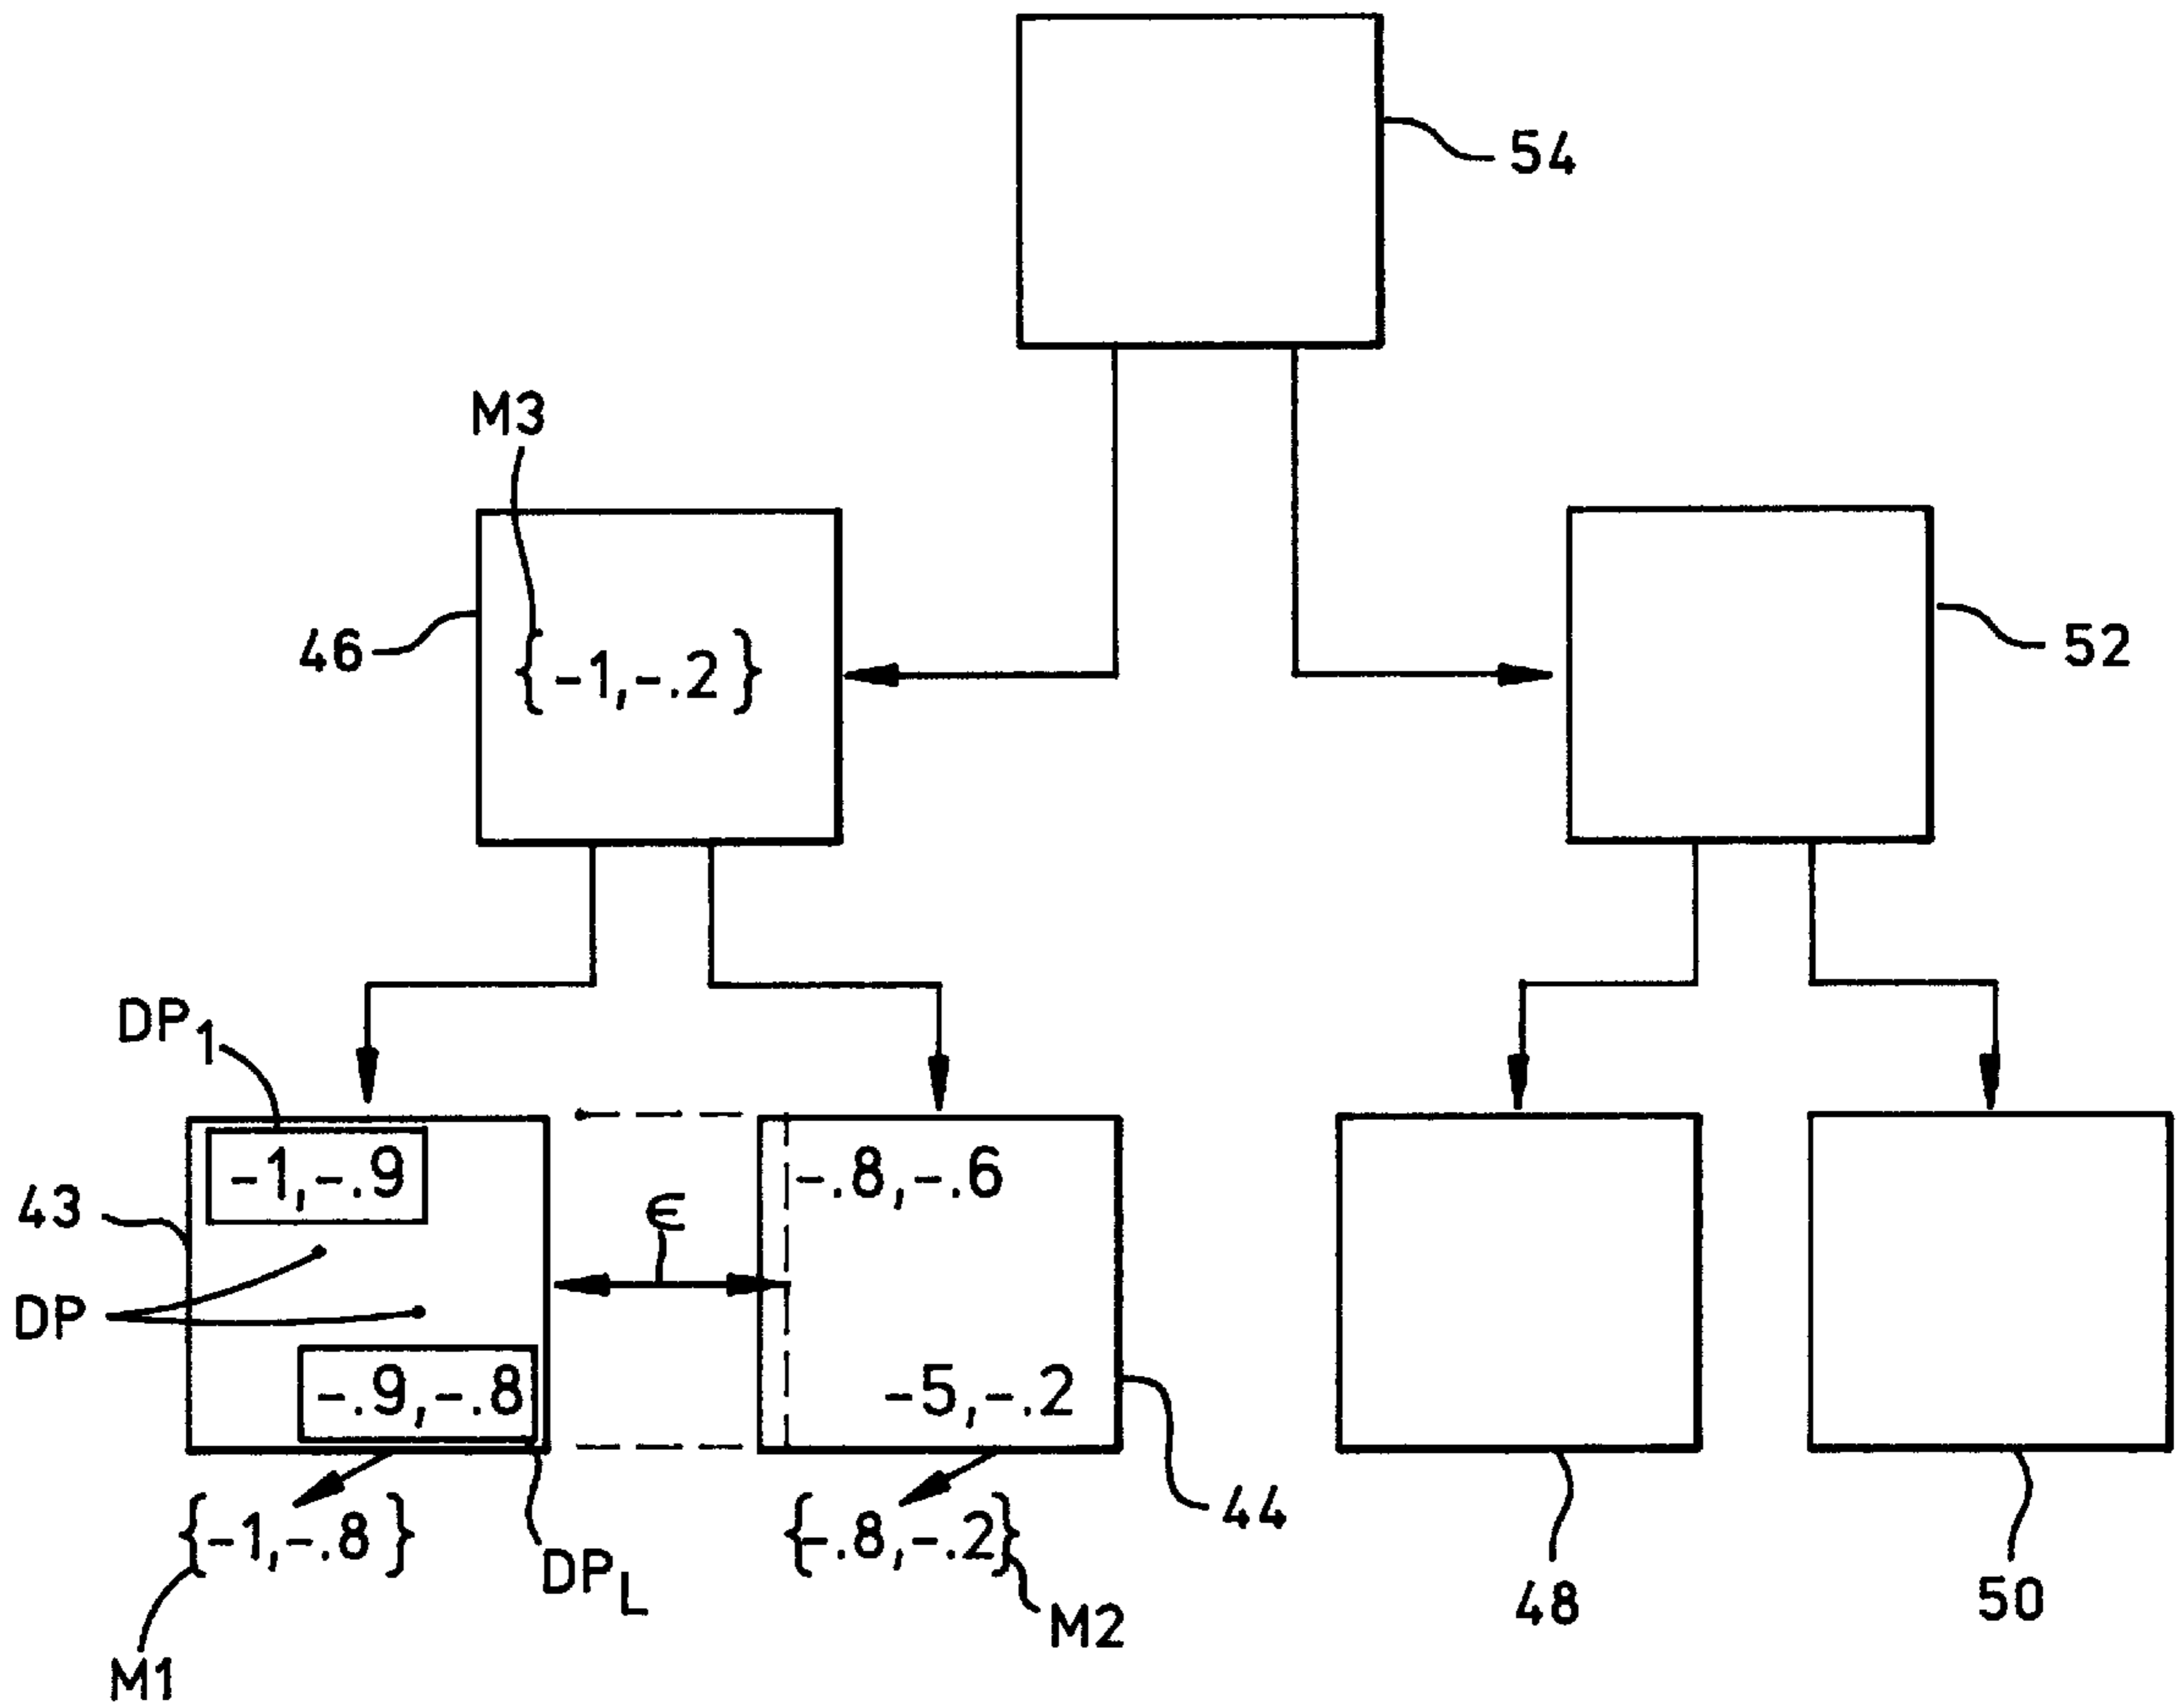 54
M3
46
{-1,-.2}
52
DP1
-1,-.9
-.8,-.6
43
∈
DP
-.9,-.8
-5,-.2
44
{-1,-.8}
{-.8,-.2}
DPL
48
50
M2
M1